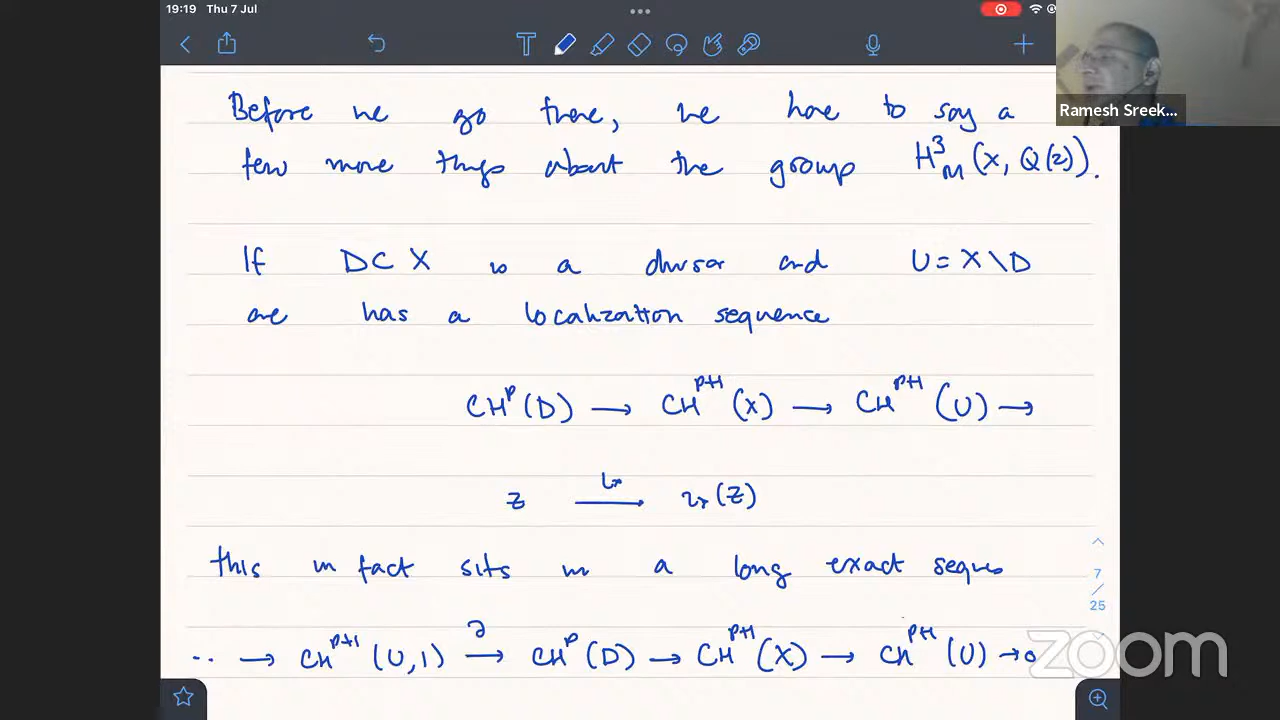 19:19 Thu 7 Jul
Ramesh Sreek...
Before we go there, we have to say a
few more things about the group H³_M(X, Q(2)).
If D ⊂ X is a divisor and U = X \ D
one has a localization sequence
CH^p(D) → CH^{p+1}(X) → CH^{p+1}(U) →
z →^{ι_*} ι_*(z)
this in fact sits in a long exact seque
.. → CH^{p+1}(U,1) →^∂ CH^p(D) → CH^{p+1}(X) → CH^{p+1}(U) → 0
7
/
25
zoom